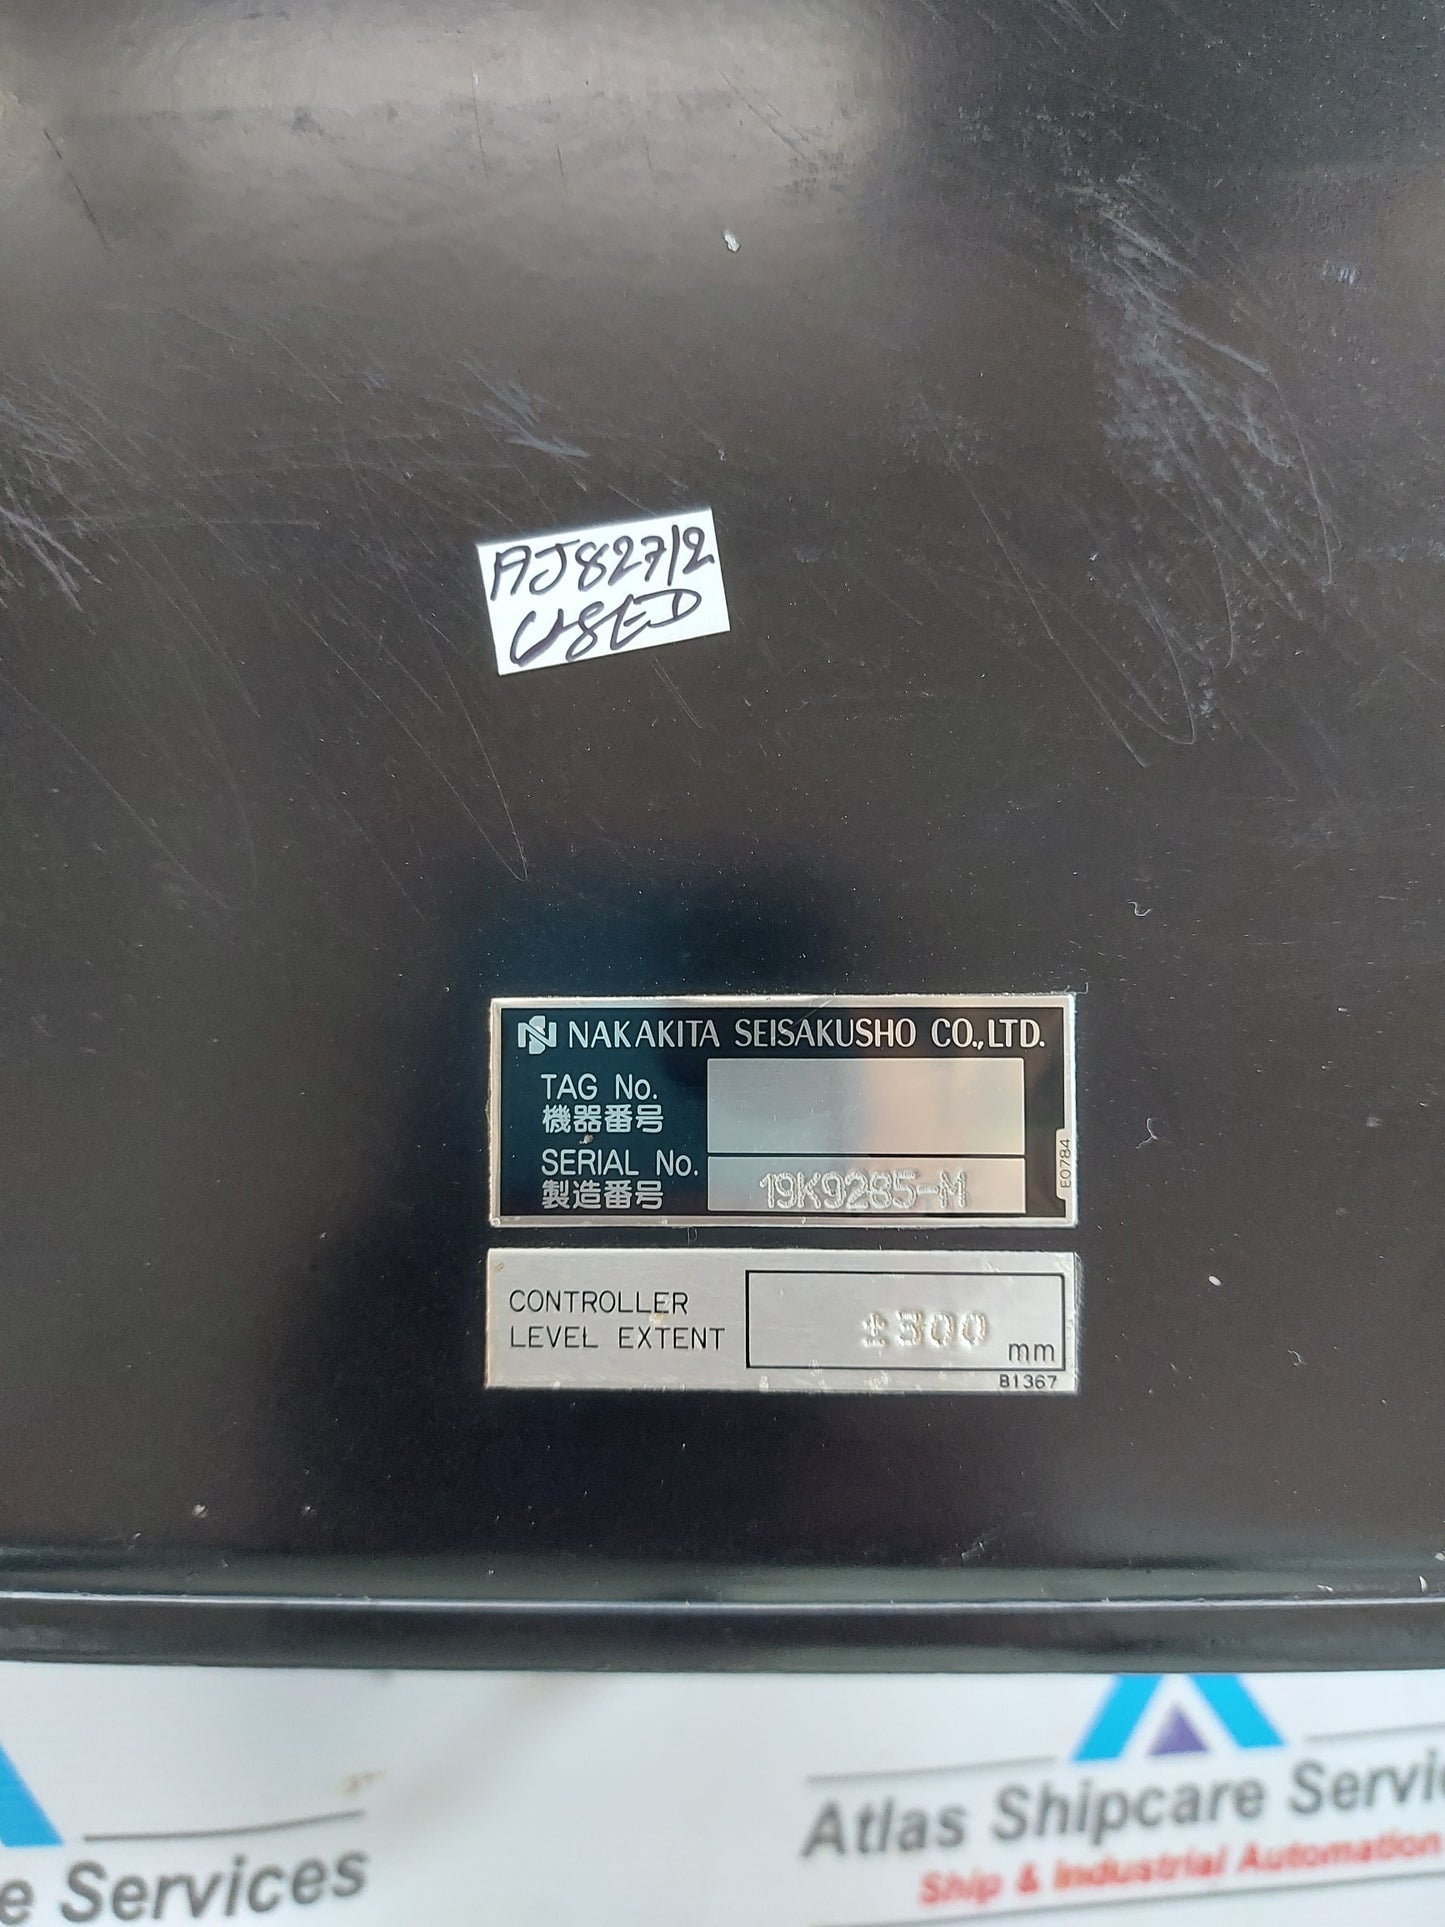 AJ82712
USED
NAKAKITA SEISAKUSHO CO.,LTD.
TAG No.
機器番号
SERIAL No. 19K9285-M
製造番号
E0784
CONTROLLER
LEVEL EXTENT ±300 mm
B1367
Atlas Shipcare Servi
Ship & Industrial Automation
e Services